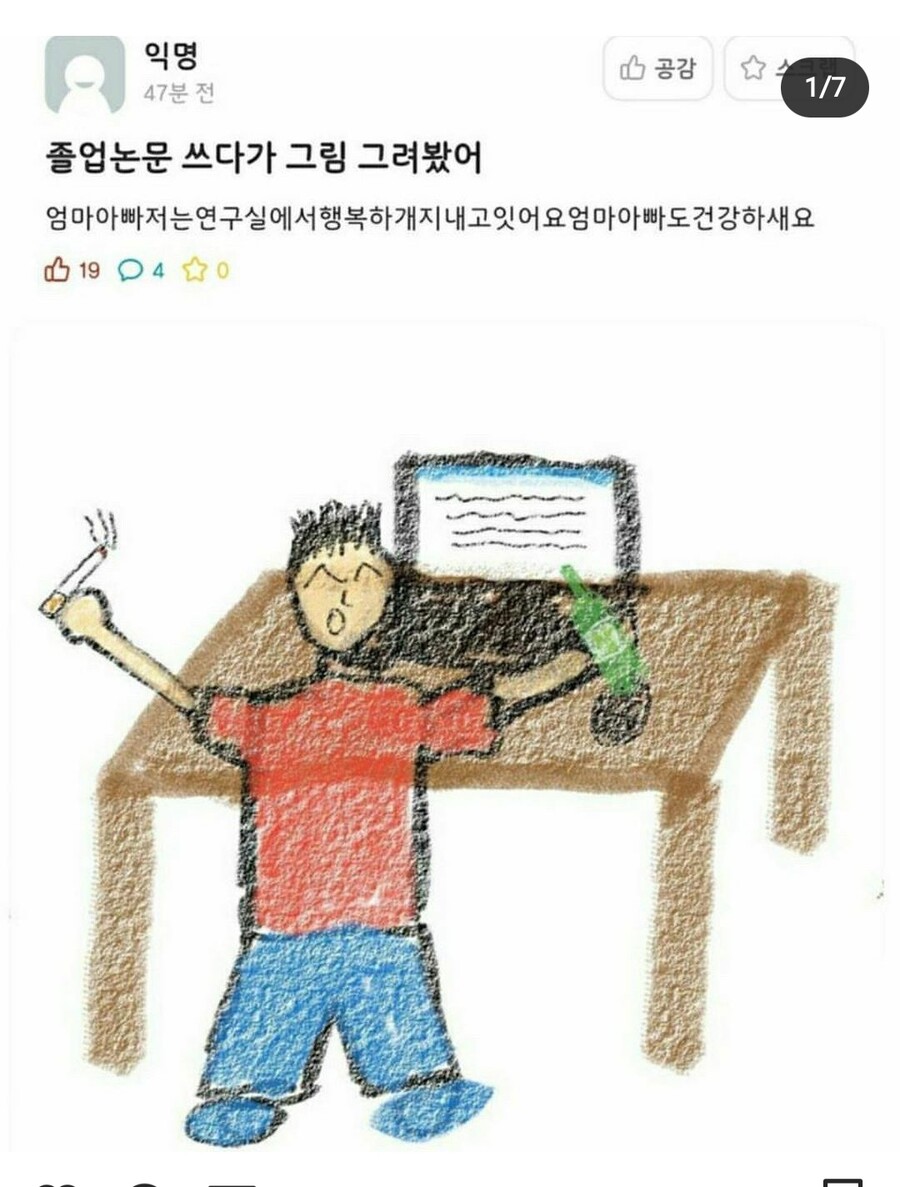 익명
47분 전
공감
스크랩
1/7
졸업논문 쓰다가 그림 그려봤어
엄마아빠저는연구실에서행복하개지내고잇어요엄마아빠도건강하새요
19 4 0